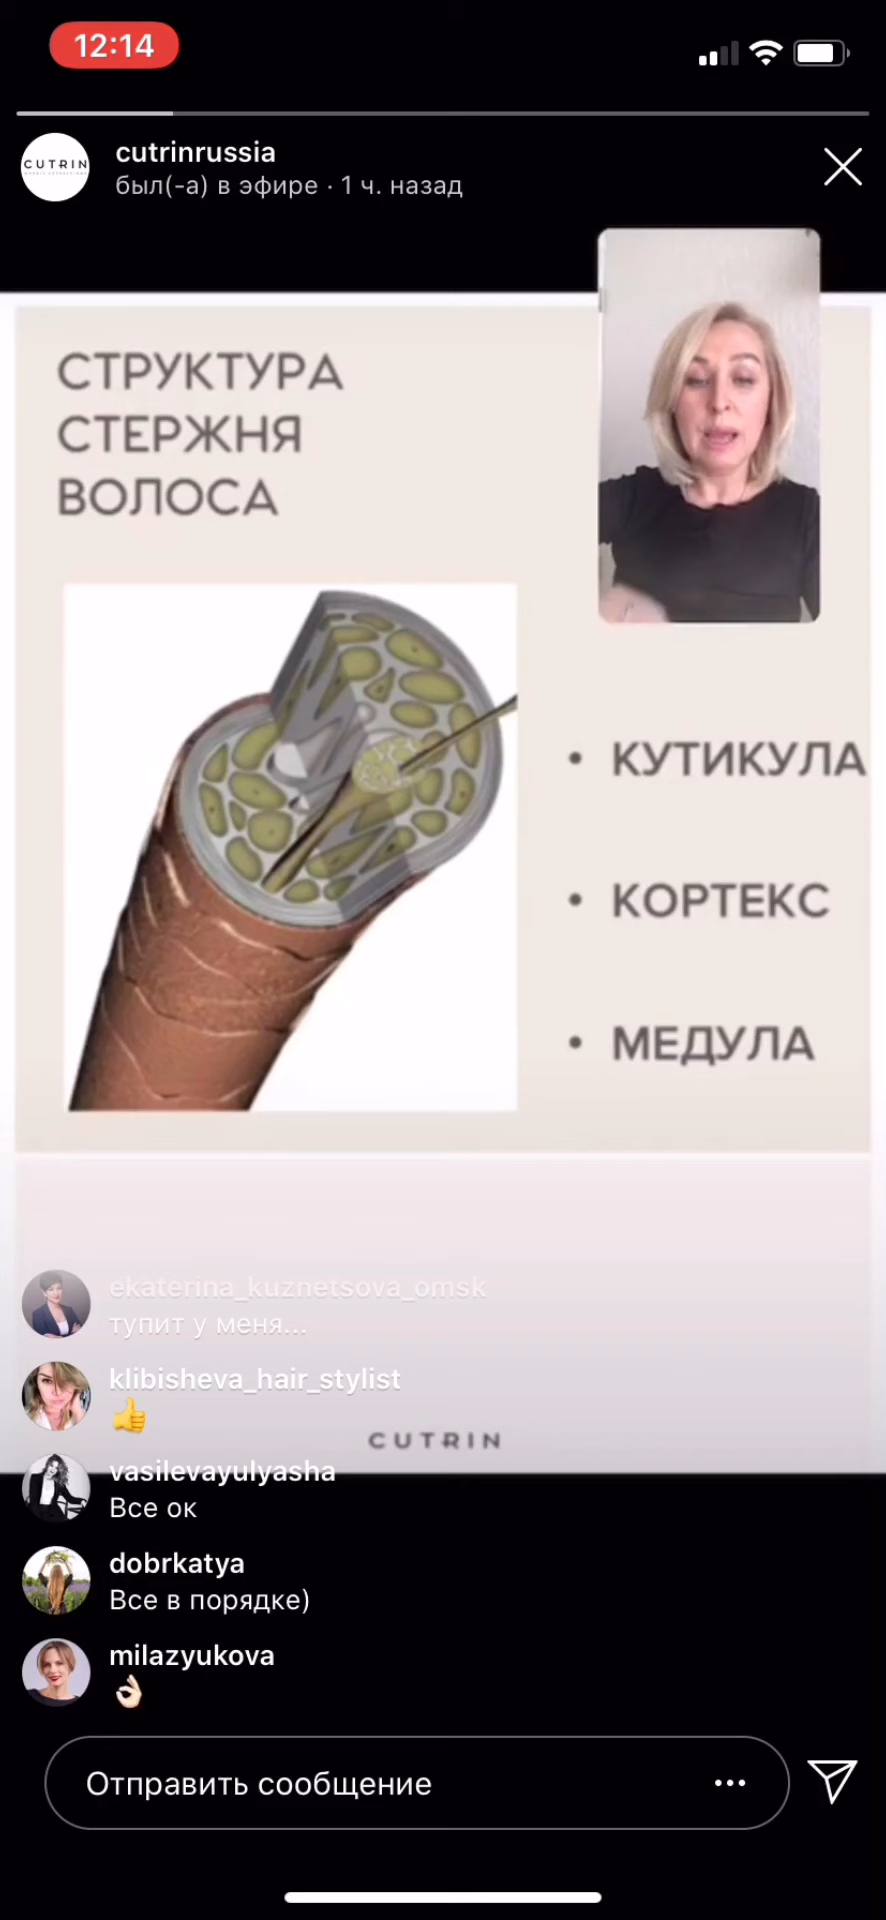 12:14
CUTRIN
cutrinrussia
был(-а) в эфире · 1 ч. назад
СТРУКТУРА
СТЕРЖНЯ
ВОЛОСА
• КУТИКУЛА
• КОРТЕКС
• МЕДУЛА
ekaterina_kuznetsova_omsk
тупит у меня...
klibisheva_hair_stylist
👍
CUTRIN
vasilevayulyasha
Все ок
dobrkatya
Все в порядке)
milazyukova
👌🏻
Отправить сообщение